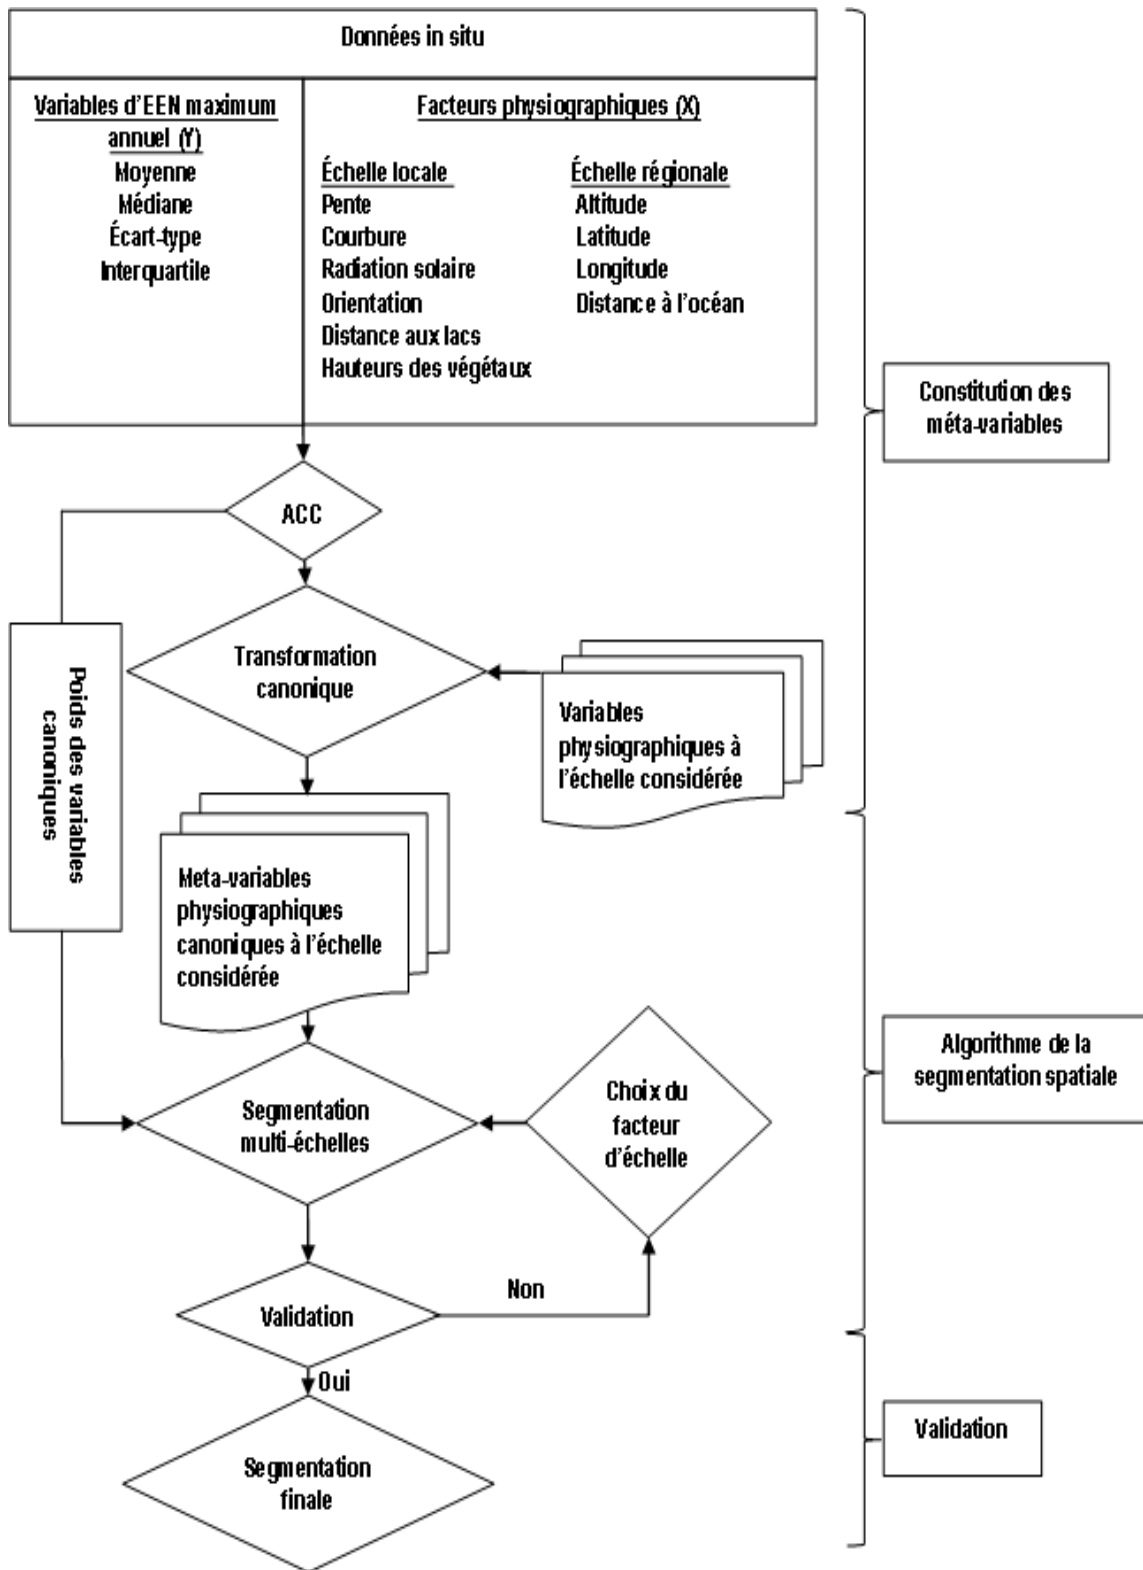 Données in situ
Variables d'EEN maximum
annuel (Y)
Moyenne
Médiane
Écart-type
Interquartile
Facteurs physiographiques (X)
Échelle locale
Pente
Courbure
Radiation solaire
Orientation
Distance aux lacs
Hauteurs des végétaux
Échelle régionale
Altitude
Latitude
Longitude
Distance à l'océan
Constitution des
méta-variables
ACC
Transformation
canonique
Variables
physiographiques à
l'échelle considérée
Poids des variables
canoniques
Meta-variables
physiographiques
canoniques à l'échelle
considérée
Segmentation
multi-échelles
Choix du
facteur
d'échelle
Algorithme de la
segmentation spatiale
Validation
Non
Oui
Segmentation
finale
Validation